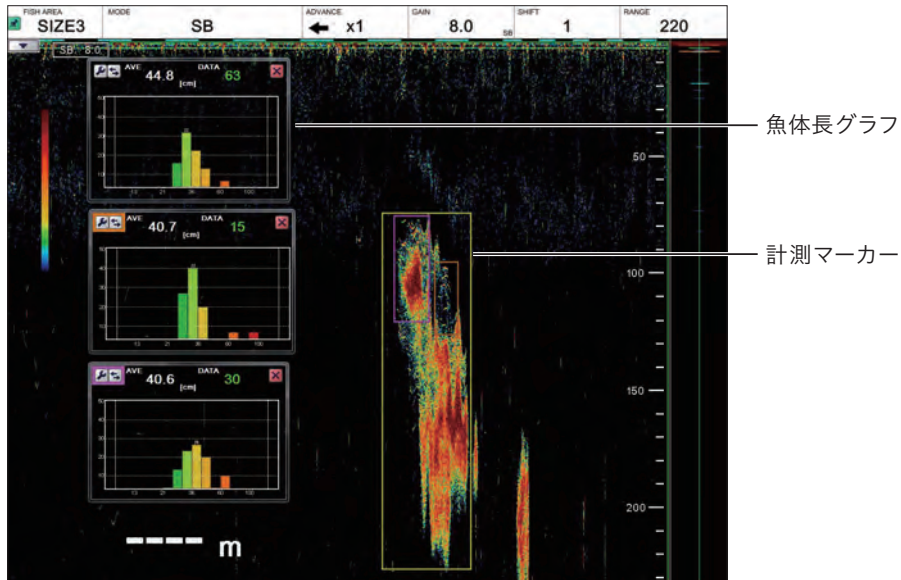 FISH AREA
SIZE3
MODE
SB
ADVANCE
x1
GAIN
8.0
SB
SHIFT
1
RANGE
220
SB 8.0
AVE 44.8 [cm] DATA 63
魚体長グラフ
50
AVE 40.7 [cm] DATA 15
計測マーカー
100
150
AVE 40.6 [cm] DATA 30
200
m